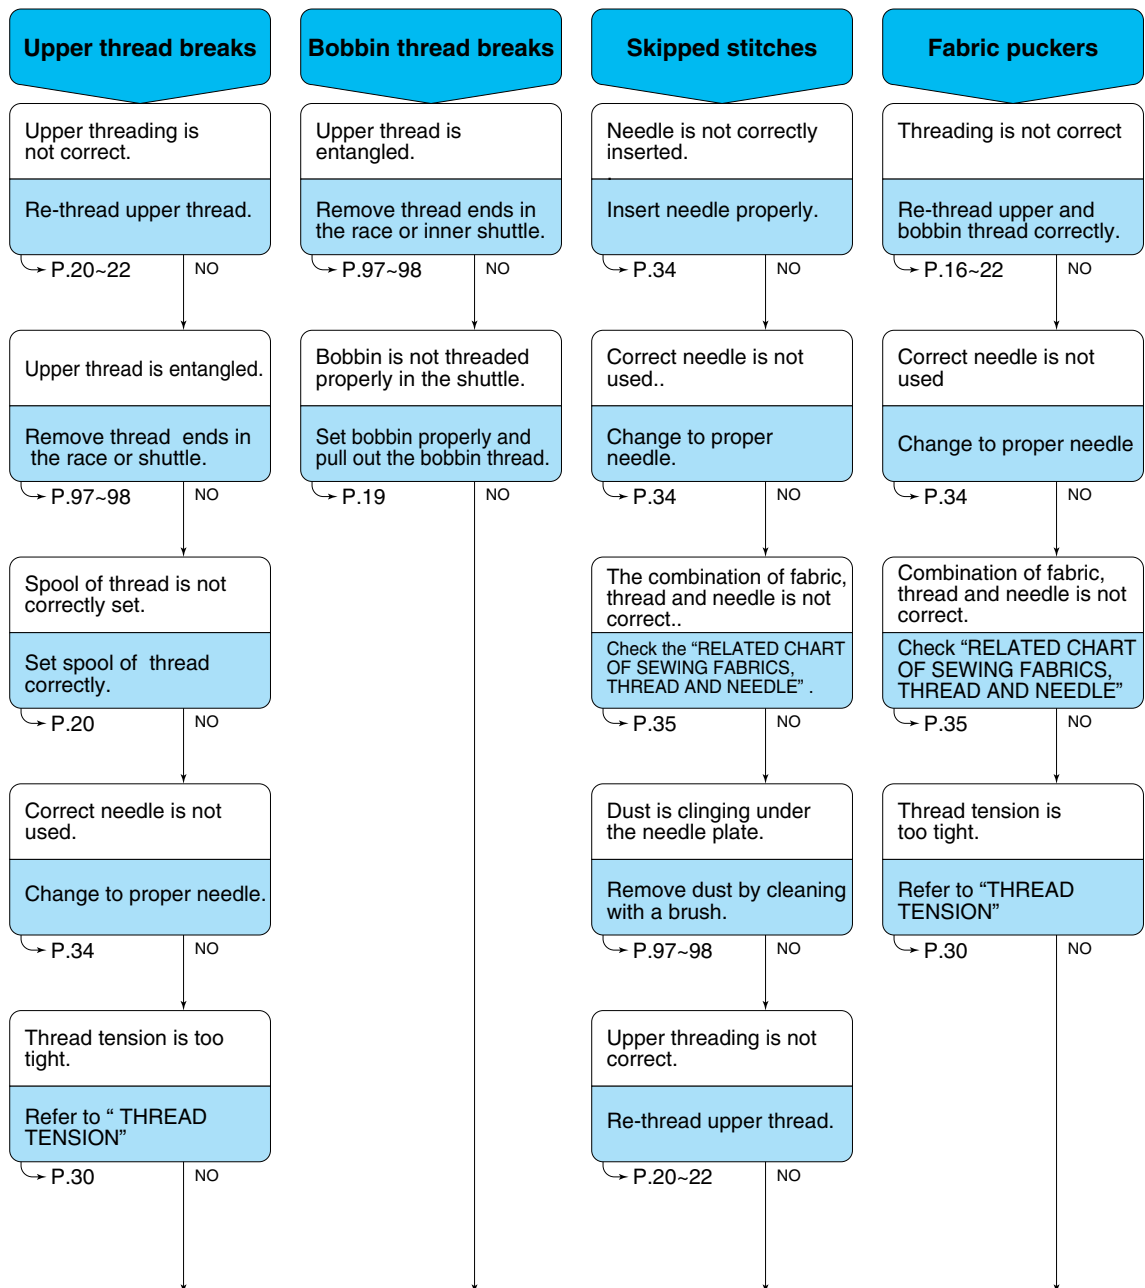 Upper thread breaks
Upper threading is
not correct.
Re-thread upper thread.
P.20~22
NO
Upper thread is entangled.
Remove thread ends in
the race or shuttle.
P.97~98
NO
Spool of thread is not
correctly set.
Set spool of thread
correctly.
P.20
NO
Correct needle is not
used.
Change to proper needle.
P.34
NO
Thread tension is too
tight.
Refer to “ THREAD
TENSION”
P.30
NO
Bobbin thread breaks
Upper thread is
entangled.
Remove thread ends in
the race or inner shuttle.
P.97~98
NO
Bobbin is not threaded
properly in the shuttle.
Set bobbin properly and
pull out the bobbin thread.
P.19
NO
Skipped stitches
Needle is not correctly
inserted.
.
Insert needle properly.
P.34
NO
Correct needle is not
used..
Change to proper
needle.
P.34
NO
The combination of fabric,
thread and needle is not
correct..
Check the “RELATED CHART
OF SEWING FABRICS,
THREAD AND NEEDLE” .
P.35
NO
Dust is clinging under
the needle plate.
Remove dust by cleaning
with a brush.
P.97~98
NO
Upper threading is not
correct.
Re-thread upper thread.
P.20~22
NO
Fabric puckers
Threading is not correct
Re-thread upper and
bobbin thread correctly.
P.16~22
NO
Correct needle is not
used
Change to proper needle
P.34
NO
Combination of fabric,
thread and needle is not
correct.
Check “RELATED CHART
OF SEWING FABRICS,
THREAD AND NEEDLE”
P.35
NO
Thread tension is
too tight.
Refer to “THREAD
TENSION”
P.30
NO